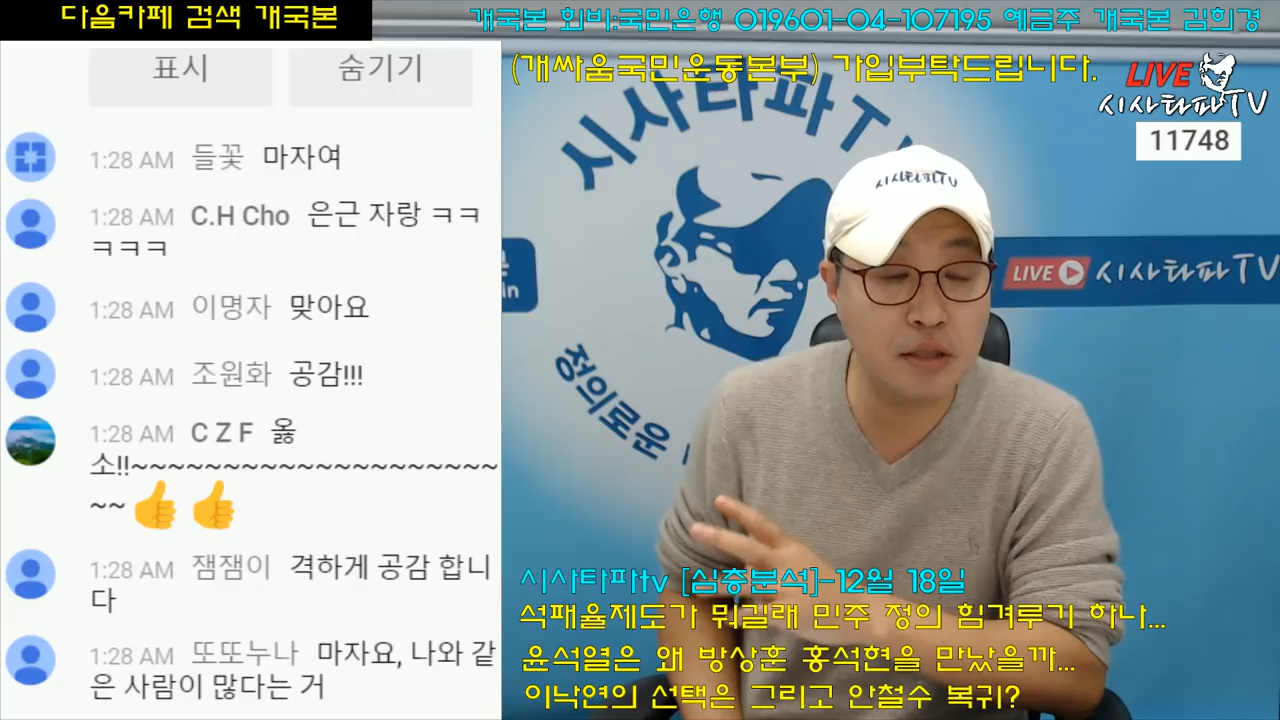 다음카페 검색 개국본
개국본 회비:국민은행 019601-04-107195 예금주 개국본 김희경
(개싸움국민운동본부) 가입부탁드립니다.
LIVE
시사타파TV
11748
표시
숨기기
1:28 AM 들꽃 마자여
1:28 AM C.H Cho 은근 자랑 ㅋㅋ
ㅋㅋㅋ
1:28 AM 이명자 맞아요
1:28 AM 조원화 공감!!!
1:28 AM C Z F 옳
소!!~~~~~~~~~~~~~~~~~~~~
~~👍👍
1:28 AM 잼잼이 격하게 공감 합니
다
1:28 AM 또또누나 마자요, 나와 같
은 사람이 많다는 거
시사타파TV
정의로운
시사타파TV
in
LIVE 시사타파TV
시사타파tv [심층분석]-12월 18일
석패율제도가 뭐길래 민주 정의 힘겨루기 하나...
윤석열은 왜 방상훈 홍석현을 만났을까...
이낙연의 선택은 그리고 안철수 복귀?